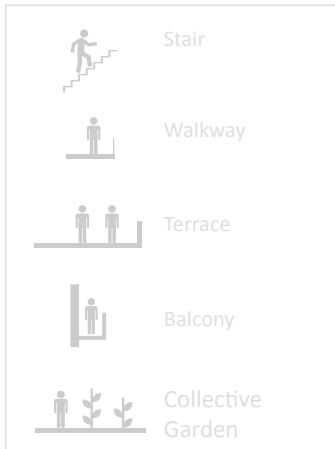 Stair
Walkway
Terrace
Balcony
Collective
Garden